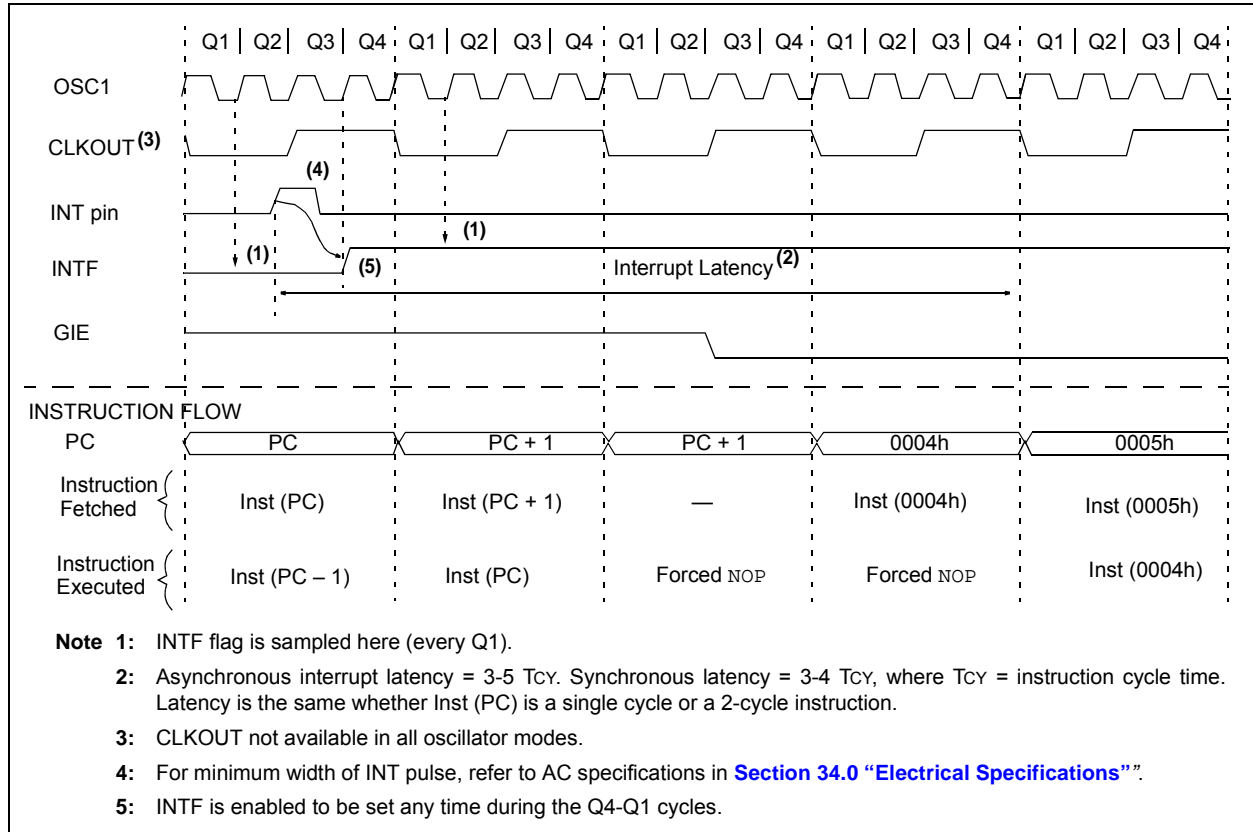 Q1 Q2 Q3 Q4 Q1 Q2 Q3 Q4 Q1 Q2 Q3 Q4 Q1 Q2 Q3 Q4 Q1 Q2 Q3 Q4
OSC1
CLKOUT (3)
(4)
INT pin
(1) (1)
INTF (5) Interrupt Latency (2)
GIE
INSTRUCTION FLOW
PC PC PC + 1 PC + 1 0004h 0005h
Instruction
Fetched Inst (PC) Inst (PC + 1) — Inst (0004h) Inst (0005h)
Instruction
Executed Inst (PC – 1) Inst (PC) Forced NOP Forced NOP Inst (0004h)
Note 1: INTF flag is sampled here (every Q1).
2: Asynchronous interrupt latency = 3-5 TCY. Synchronous latency = 3-4 TCY, where TCY = instruction cycle time.
Latency is the same whether Inst (PC) is a single cycle or a 2-cycle instruction.
3: CLKOUT not available in all oscillator modes.
4: For minimum width of INT pulse, refer to AC specifications in Section 34.0 “Electrical Specifications””.
5: INTF is enabled to be set any time during the Q4-Q1 cycles.